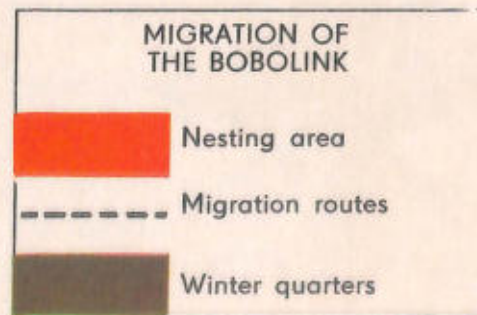 MIGRATION OF
THE BOBOLINK
Nesting area
Migration routes
Winter quarters